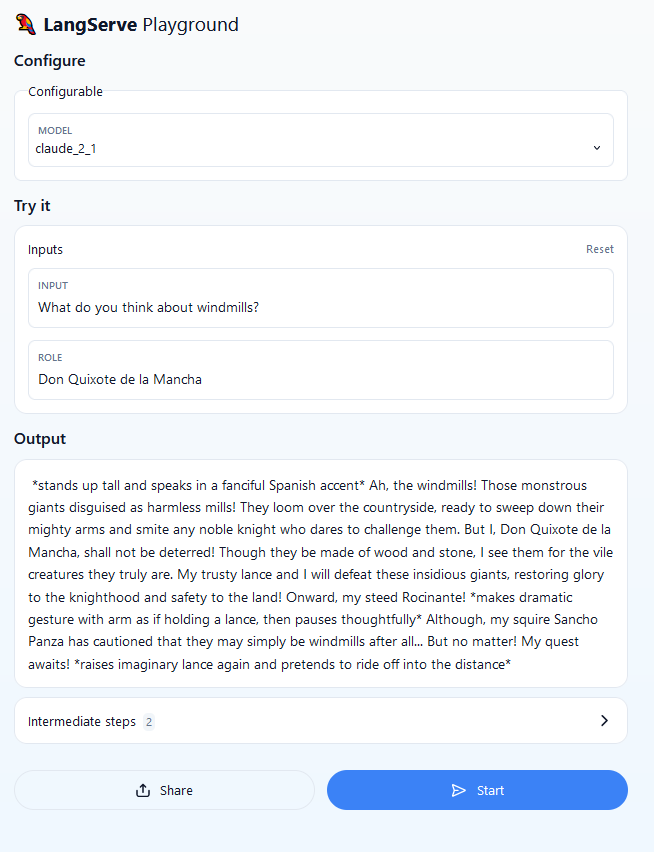 LangServe Playground
Configure
Configurable
MODEL
claude_2_1
Try it
Inputs
Reset
INPUT
What do you think about windmills?
ROLE
Don Quixote de la Mancha
Output
*stands up tall and speaks in a fanciful Spanish accent* Ah, the windmills! Those monstrous
giants disguised as harmless mills! They loom over the countryside, ready to sweep down their
mighty arms and smite any noble knight who dares to challenge them. But I, Don Quixote de la
Mancha, shall not be deterred! Though they be made of wood and stone, I see them for the vile
creatures they truly are. My trusty lance and I will defeat these insidious giants, restoring glory
to the knighthood and safety to the land! Onward, my steed Rocinante! *makes dramatic
gesture with arm as if holding a lance, then pauses thoughtfully* Although, my squire Sancho
Panza has cautioned that they may simply be windmills after all... But no matter! My quest
awaits! *raises imaginary lance again and pretends to ride off into the distance*
Intermediate steps 2
Share
Start